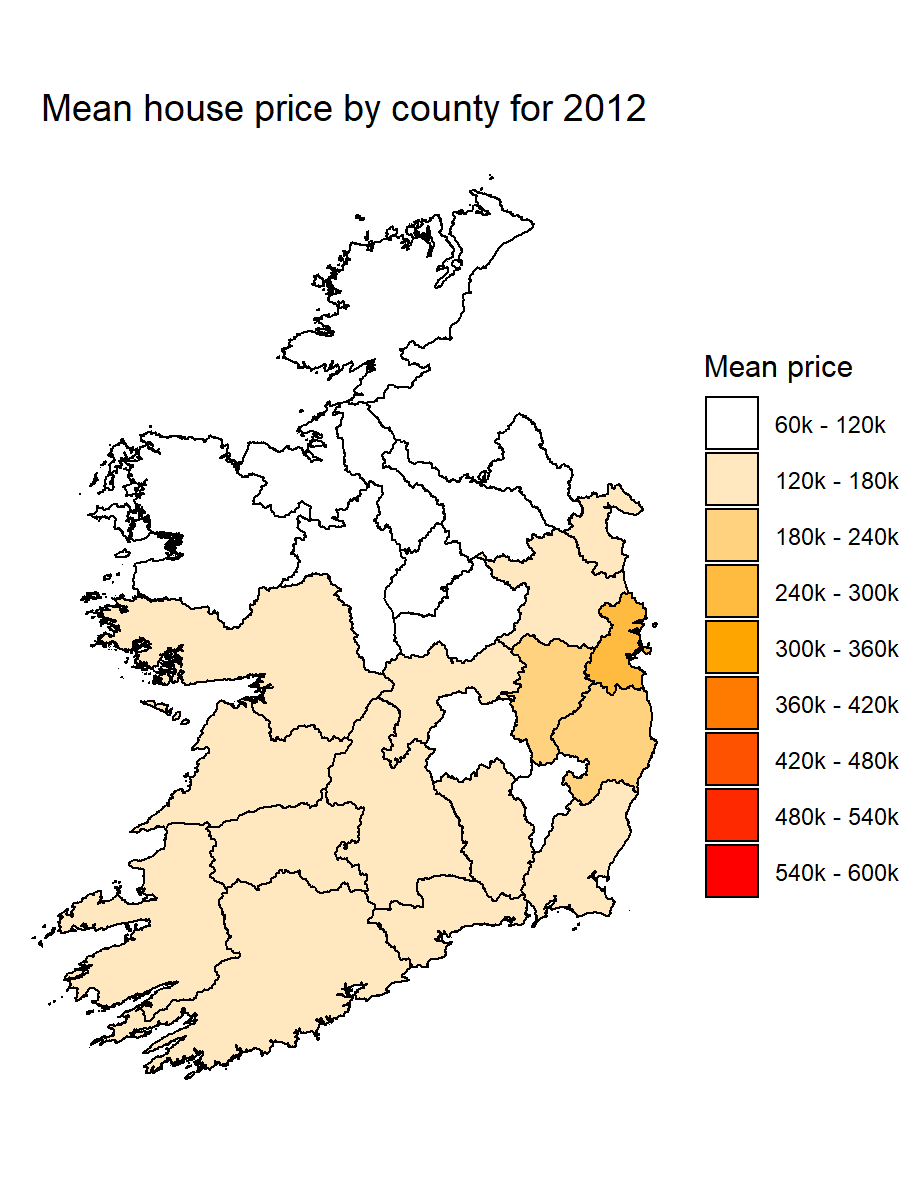 Mean house price by county for 2012
Mean price
60k - 120k
120k - 180k
180k - 240k
240k - 300k
300k - 360k
360k - 420k
420k - 480k
480k - 540k
540k - 600k